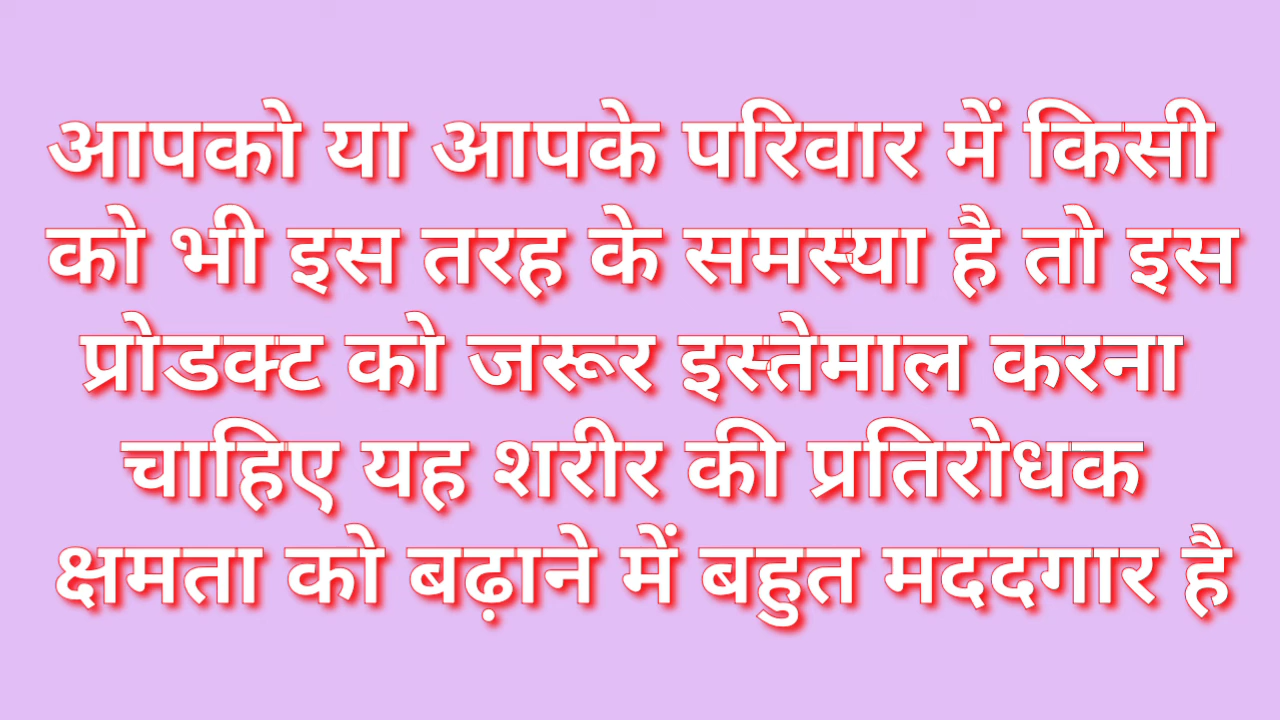 आपको या आपके परिवार में किसी
को भी इस तरह के समस्या है तो इस
प्रोडक्ट को जरूर इस्तेमाल करना
चाहिए यह शरीर की प्रतिरोधक
क्षमता को बढ़ाने में बहुत मददगार है